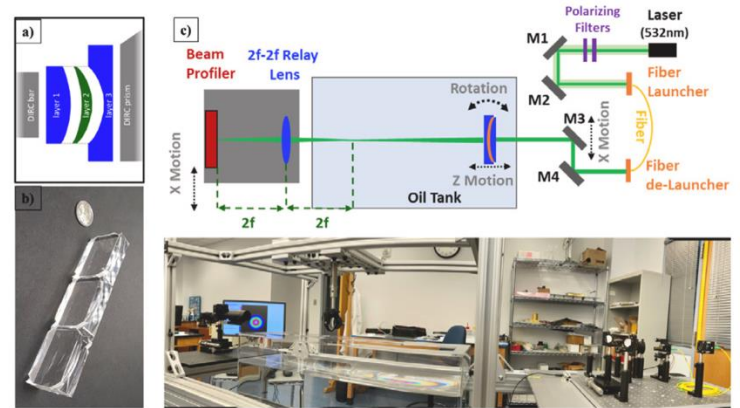 a)
DIRC bar
layer 1
layer 2
layer 3
DIRC prism
b)
c)
Beam
Profiler
2f-2f Relay
Lens
X Motion
2f
2f
Rotation
Z Motion
Oil Tank
M1
M2
Polarizing
Filters
Laser
(532nm)
Fiber
Launcher
Fiber
M3
X Motion
M4
Fiber
de-Launcher